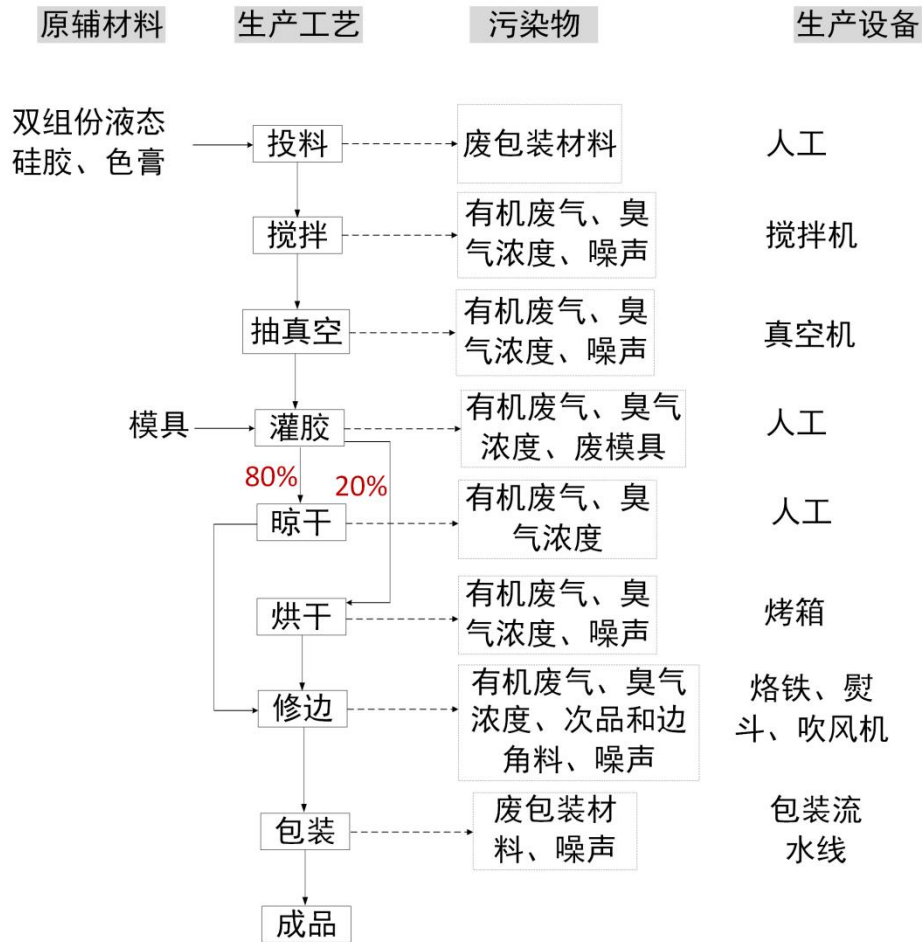 原辅材料 生产工艺 污染物 生产设备
双组份液态
硅胶、色膏
投料
废包装材料
人工
搅拌
有机废气、臭
气浓度、噪声
搅拌机
抽真空
有机废气、臭
气浓度、噪声
真空机
模具
灌胶
有机废气、臭气
浓度、废模具
人工
80%
20%
晾干
有机废气、臭
气浓度
人工
烘干
有机废气、臭
气浓度、噪声
烤箱
修边
有机废气、臭气
浓度、次品和边
角料、噪声
烙铁、熨
斗、吹风机
包装
废包装材
料、噪声
包装流
水线
成品